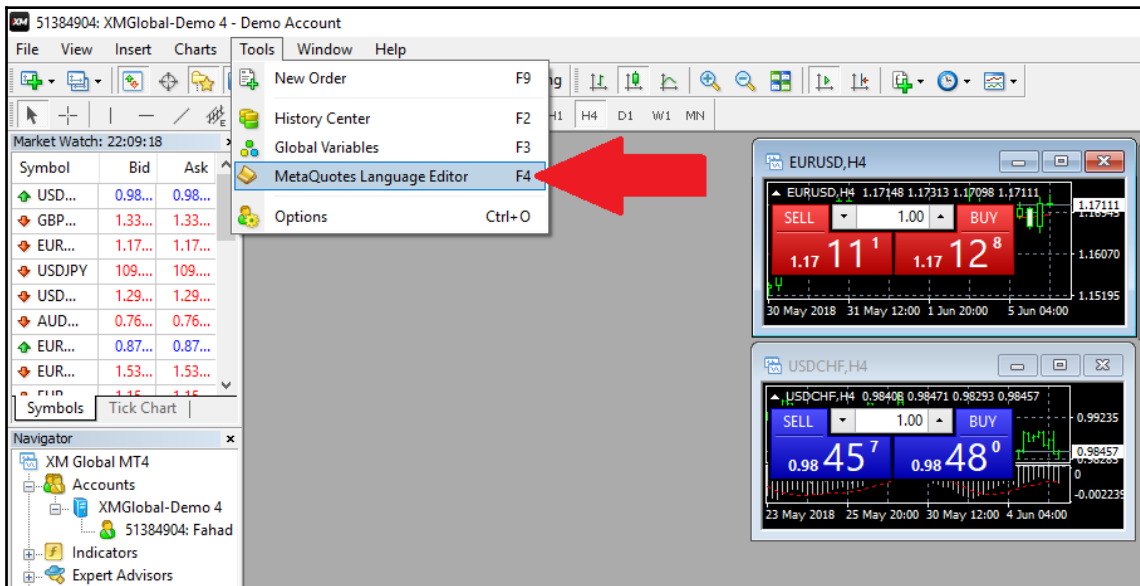 XM 51384904: XMGlobal-Demo 4 - Demo Account
File View Insert Charts Tools Window Help
New Order F9
History Center F2
Global Variables F3
MetaQuotes Language Editor F4
Options Ctrl+O
H1 H4 D1 W1 MN
Market Watch: 22:09:18
Symbol Bid Ask
USD... 0.98... 0.98...
GBP... 1.33... 1.33...
EUR... 1.17... 1.17...
USDJPY 109.... 109....
USD... 1.29... 1.29...
AUD... 0.76... 0.76...
EUR... 0.87... 0.87...
EUR... 1.53... 1.53...
Symbols Tick Chart
Navigator
XM Global MT4
Accounts
XMGlobal-Demo 4
51384904: Fahad
Indicators
Expert Advisors
EURUSD,H4
EURUSD,H4 1.17148 1.17313 1.17098 1.17111
1.17111
SELL 1.00 BUY
1.17 11 1 1.17 12 8
1.16070
1.15195
30 May 2018 31 May 12:00 1 Jun 20:00 5 Jun 04:00
USDCHF,H4
USDCHF,H4 0.98408 0.98471 0.98293 0.98457
SELL 1.00 BUY
0.99235
0.98 45 7 0.98 48 0
0.98457
0
-0.002239
23 May 2018 25 May 20:00 30 May 12:00 4 Jun 04:00